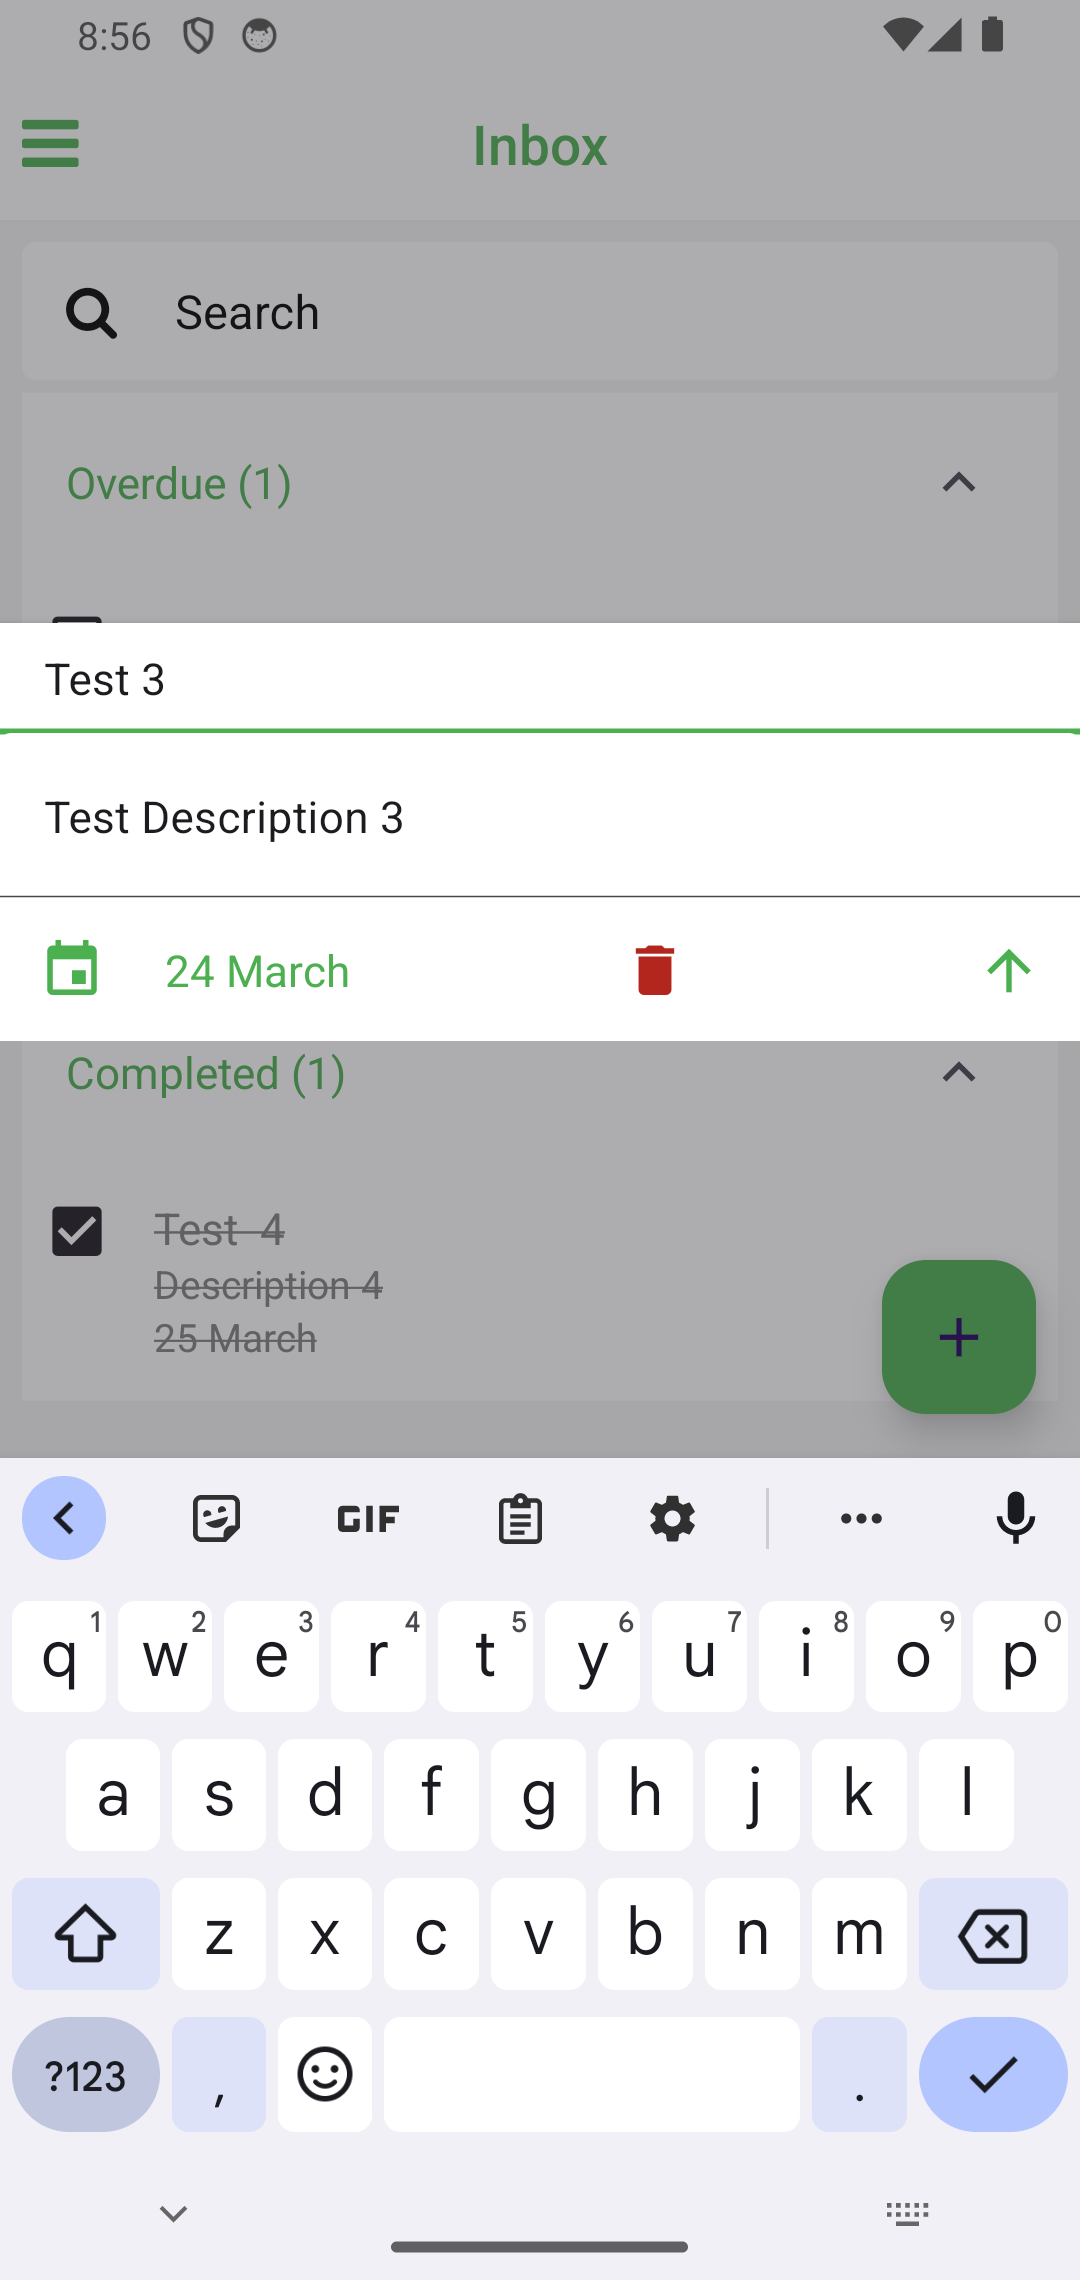 8:56
Inbox
Search
Overdue (1)
Test 3
Test Description 3
24 March
Completed (1)
Test  4
Description 4
25 March
GIF
q1 w2 e3 r4 t5 y6 u7 i8 o9 p0
a s d f g h j k l
z x c v b n m
?123 , .